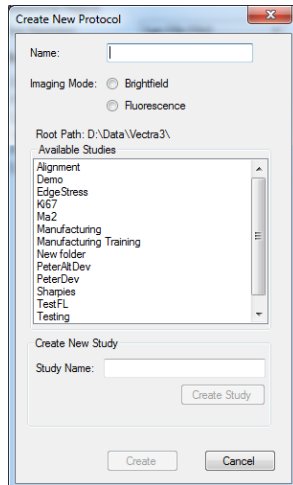 Create New Protocol
Name:
Imaging Mode: Brightfield
Fluorescence
Root Path: D:\Data\Vectra3\
Available Studies
Alignment
Demo
EdgeStress
Ki67
Ma2
Manufacturing
Manufacturing Training
New folder
PeterAltDev
PeterDev
Sharpies
TestFL
Testing
Create New Study
Study Name:
Create Study
Create Cancel